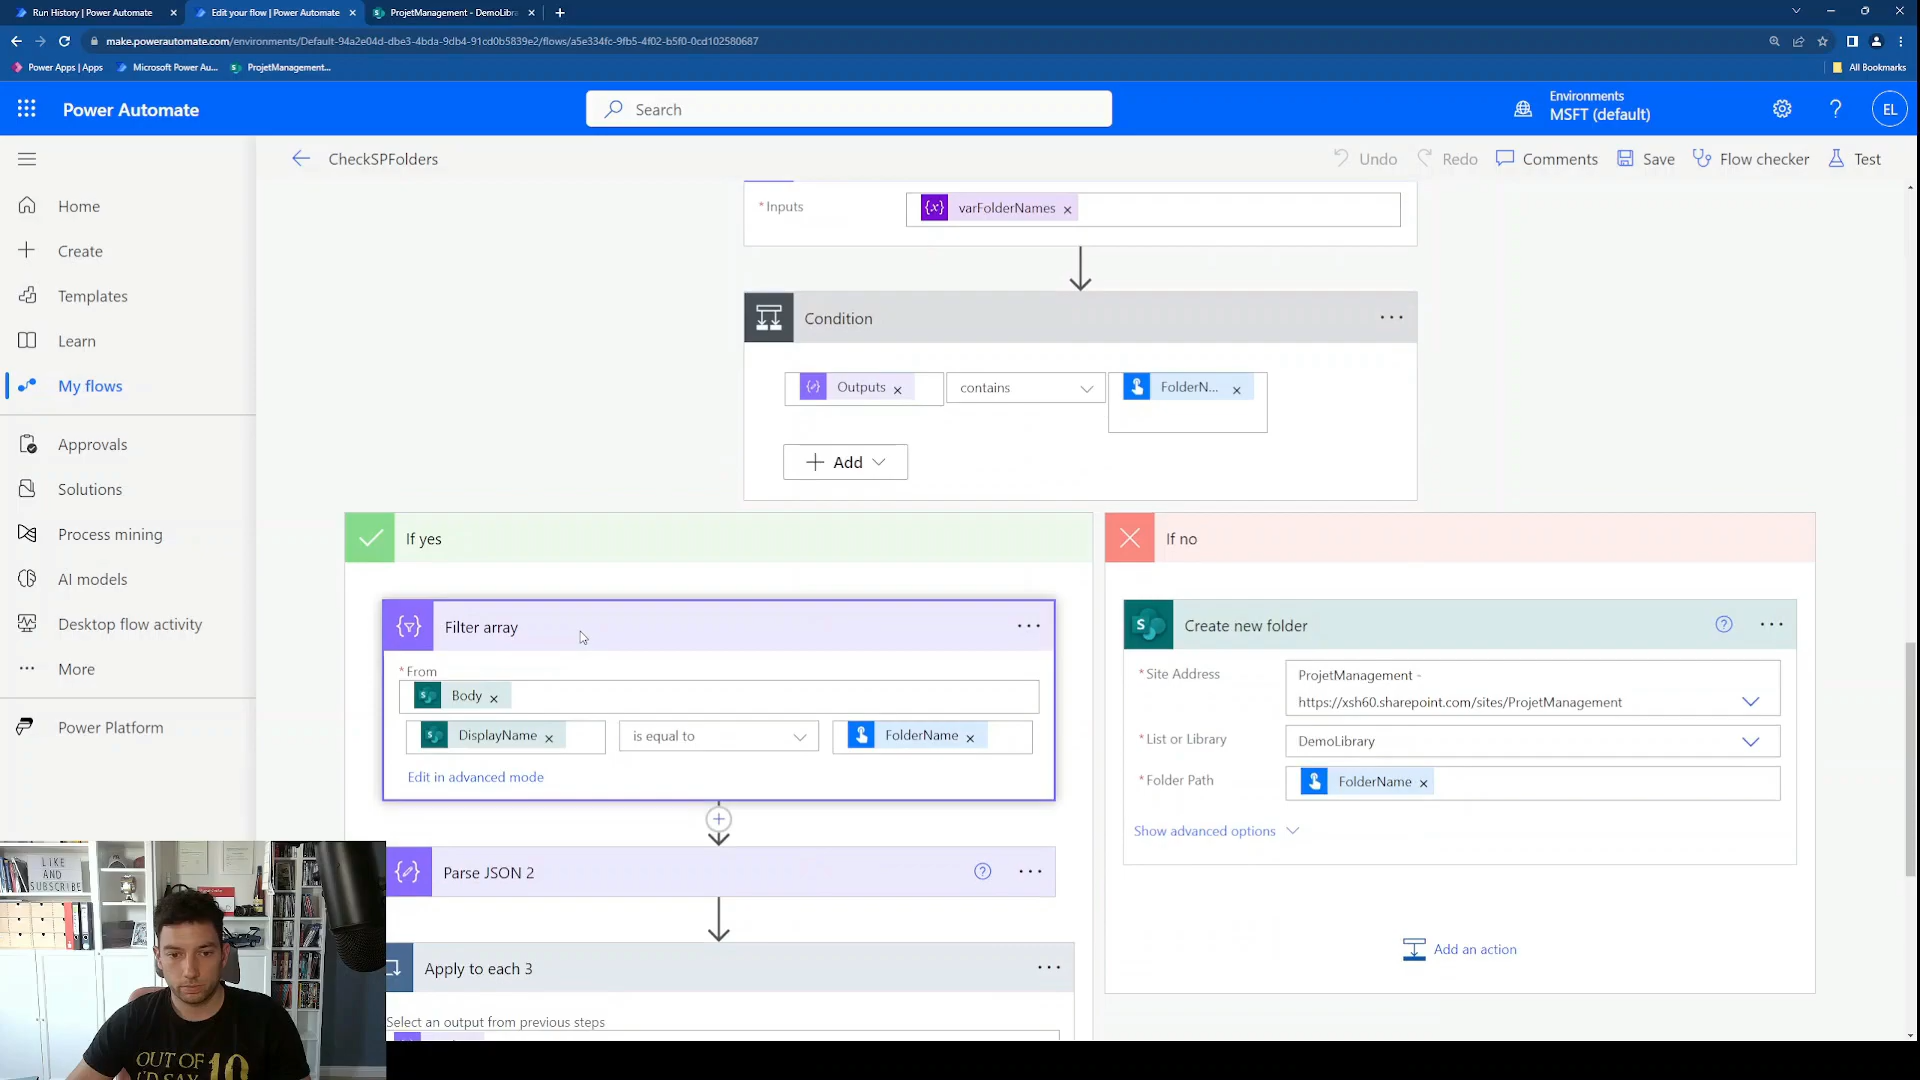 Run History | Power Automate
Edit your flow | Power Automate
ProjetManagement - DemoLibra
make.powerautomate.com/environments/Default-94a2e04d-dbe3-4bda-9db4-91cd0b5839e2/flows/a5e334fc-9fb5-4f02-b5f0-0cd102580687
Power Apps | Apps
Microsoft Power Au...
ProjetManagement...
All Bookmarks
Power Automate
Search
Environments
MSFT (default)
?
EL
CheckSPFolders
Undo
Redo
Comments
Save
Flow checker
Test
Home
Create
Templates
Learn
My flows
Approvals
Solutions
Process mining
AI models
Desktop flow activity
More
Power Platform
* Inputs
{x} varFolderNames ×
Condition
Outputs ×
contains
FolderN... ×
Add
If yes
Filter array
* From
Body ×
DisplayName ×
is equal to
FolderName ×
Edit in advanced mode
Parse JSON 2
?
Apply to each 3
Select an output from previous steps
If no
S
Create new folder
?
* Site Address
ProjetManagement -
https://xsh60.sharepoint.com/sites/ProjetManagement
* List or Library
DemoLibrary
* Folder Path
FolderName ×
Show advanced options
Add an action
LIKE
AND
SUBSCRIBE
OUT OF 10
I'D SAY